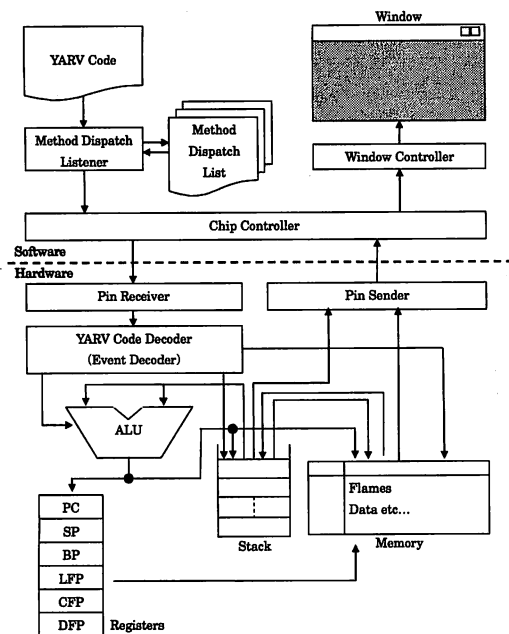 Window
YARV Code
Method Dispatch
Listener
Method
Dispatch
List
Window Controller
Chip Controller
Software
Hardware
Pin Receiver
Pin Sender
YARV Code Decoder
(Event Decoder)
ALU
Flames
Data etc...
Stack
Memory
PC
SP
BP
LFP
CFP
DFP
Registers